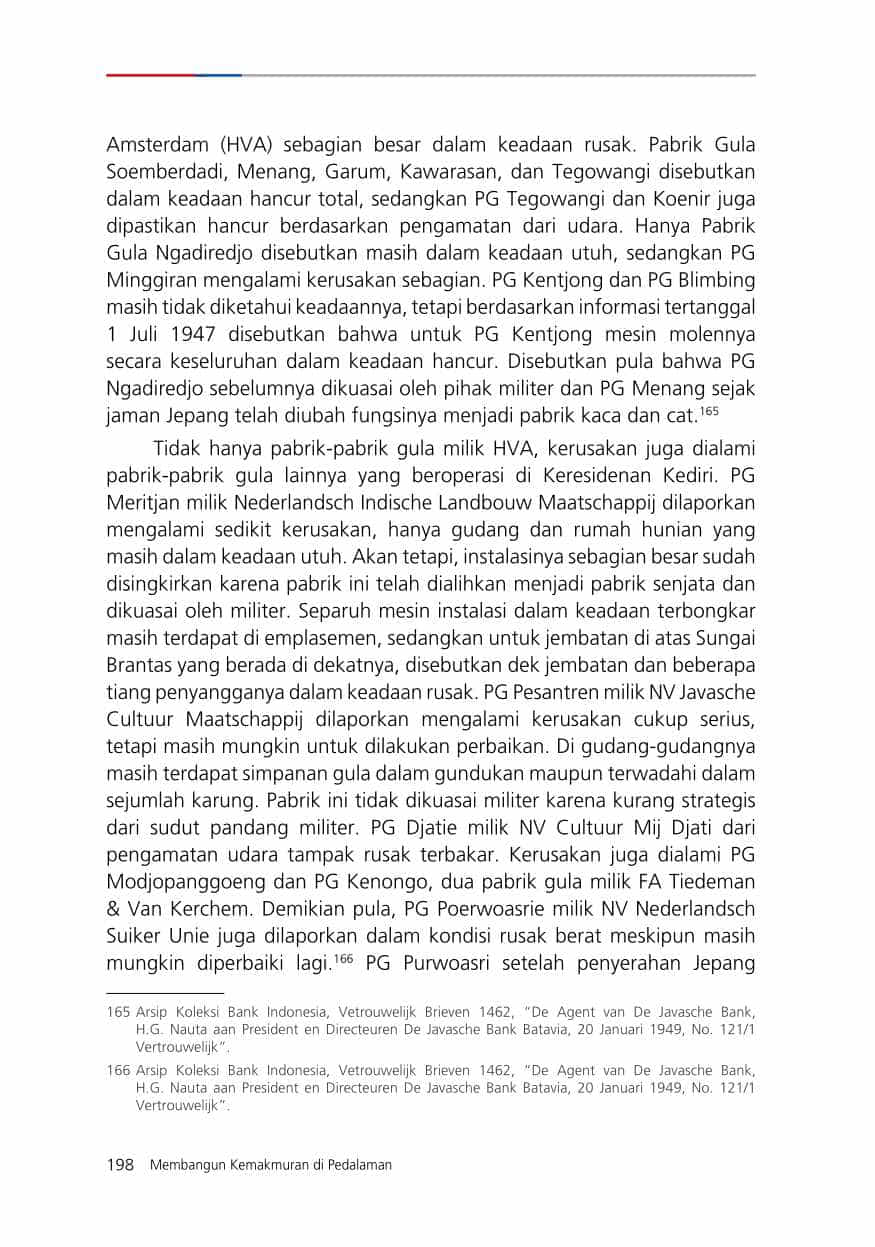 Amsterdam (HVA) sebagian besar dalam keadaan rusak. Pabrik Gula
Soemberdadi, Menang, Garum, Kawarasan, dan Tegowangi disebutkan
dalam keadaan hancur total, sedangkan PG Tegowangi dan Koenir juga
dipastikan hancur berdasarkan pengamatan dari udara. Hanya Pabrik
Gula Ngadiredjo disebutkan masih dalam keadaan utuh, sedangkan PG
Minggiran mengalami kerusakan sebagian. PG Kentjong dan PG Blimbing
masih tidak diketahui keadaannya, tetapi berdasarkan informasi tertanggal
1 Juli 1947 disebutkan bahwa untuk PG Kentjong mesin molennya
secara keseluruhan dalam keadaan hancur. Disebutkan pula bahwa PG
Ngadiredjo sebelumnya dikuasai oleh pihak militer dan PG Menang sejak
jaman Jepang telah diubah fungsinya menjadi pabrik kaca dan cat.165
Tidak hanya pabrik-pabrik gula milik HVA, kerusakan juga dialami
pabrik-pabrik gula lainnya yang beroperasi di Keresidenan Kediri. PG
Meritjan milik Nederlandsch Indische Landbouw Maatschappij dilaporkan
mengalami sedikit kerusakan, hanya gudang dan rumah hunian yang
masih dalam keadaan utuh. Akan tetapi, instalasinya sebagian besar sudah
disingkirkan karena pabrik ini telah dialihkan menjadi pabrik senjata dan
dikuasai oleh militer. Separuh mesin instalasi dalam keadaan terbongkar
masih terdapat di emplasemen, sedangkan untuk jembatan di atas Sungai
Brantas yang berada di dekatnya, disebutkan dek jembatan dan beberapa
tiang penyangganya dalam keadaan rusak. PG Pesantren milik NV Javasche
Cultuur Maatschappij dilaporkan mengalami kerusakan cukup serius,
tetapi masih mungkin untuk dilakukan perbaikan. Di gudang-gudangnya
masih terdapat simpanan gula dalam gundukan maupun terwadahi dalam
sejumlah karung. Pabrik ini tidak dikuasai militer karena kurang strategis
dari sudut pandang militer. PG Djatie milik NV Cultuur Mij Djati dari
pengamatan udara tampak rusak terbakar. Kerusakan juga dialami PG
Modjopanggoeng dan PG Kenongo, dua pabrik gula milik FA Tiedeman
& Van Kerchem. Demikian pula, PG Poerwoasrie milik NV Nederlandsch
Suiker Unie juga dilaporkan dalam kondisi rusak berat meskipun masih
mungkin diperbaiki lagi.166 PG Purwoasri setelah penyerahan Jepang
165 Arsip Koleksi Bank Indonesia, Vetrouwelijk Brieven 1462, “De Agent van De Javasche Bank,
H.G. Nauta aan President en Directeuren De Javasche Bank Batavia, 20 Januari 1949, No. 121/1
Vertrouwelijk”.
166 Arsip Koleksi Bank Indonesia, Vetrouwelijk Brieven 1462, “De Agent van De Javasche Bank,
H.G. Nauta aan President en Directeuren De Javasche Bank Batavia, 20 Januari 1949, No. 121/1
Vertrouwelijk”.
198 Membangun Kemakmuran di Pedalaman